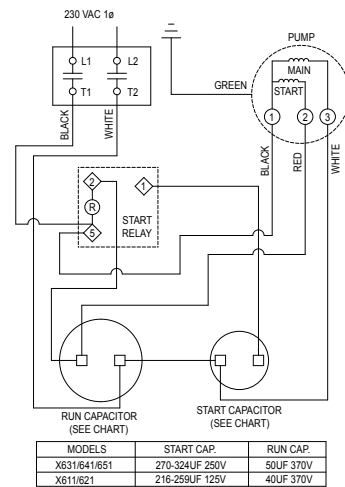 230 VAC 1ø
L1
L2
T1
T2
BLACK
WHITE
GREEN
PUMP
MAIN
START
1
2
3
BLACK
RED
WHITE
2
1
R
5
START
RELAY
RUN CAPACITOR
(SEE CHART)
START CAPACITOR
(SEE CHART)
MODELS START CAP. RUN CAP.
X631/641/651 270-324UF 250V 50UF 370V
X611/621 216-259UF 125V 40UF 370V